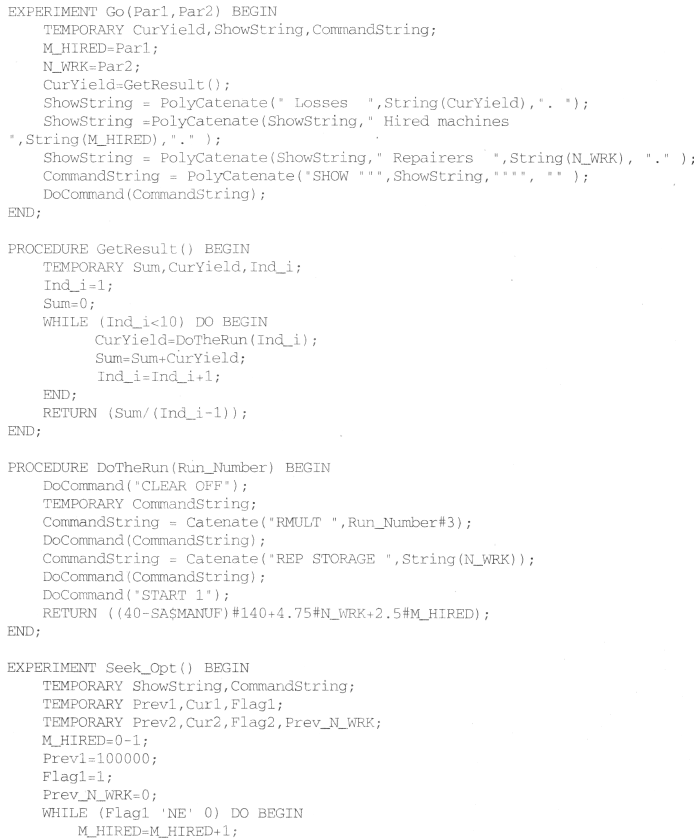 EXPERIMENT Go(Par1,Par2) BEGIN
    TEMPORARY CurYield,ShowString,CommandString;
    M_HIRED=Par1;
    N_WRK=Par2;
    CurYield=GetResult();
    ShowString = PolyCatenate(" Losses  ",String(CurYield),". ");
    ShowString =PolyCatenate(ShowString," Hired machines
",String(M_HIRED),"." );
    ShowString = PolyCatenate(ShowString," Repairers  ",String(N_WRK), "." );
    CommandString = PolyCatenate("SHOW """,ShowString,"""", "" );
    DoCommand(CommandString);
END;

PROCEDURE GetResult() BEGIN
    TEMPORARY Sum,CurYield,Ind_i;
    Ind_i=1;
    Sum=0;
    WHILE (Ind_i<10) DO BEGIN
        CurYield=DoTheRun(Ind_i);
        Sum=Sum+CurYield;
        Ind_i=Ind_i+1;
    END;
    RETURN (Sum/(Ind_i-1));
END;

PROCEDURE DoTheRun(Run_Number) BEGIN
    DoCommand("CLEAR OFF");
    TEMPORARY CommandString;
    CommandString = Catenate("RMULT ",Run_Number#3);
    DoCommand(CommandString);
    CommandString = Catenate("REP STORAGE ",String(N_WRK));
    DoCommand(CommandString);
    DoCommand("START 1");
    RETURN ((40-SA$MANUF)#140+4.75#N_WRK+2.5#M_HIRED);
END;

EXPERIMENT Seek_Opt() BEGIN
    TEMPORARY ShowString,CommandString;
    TEMPORARY Prev1,Cur1,Flag1;
    TEMPORARY Prev2,Cur2,Flag2,Prev_N_WRK;
    M_HIRED=0-1;
    Prev1=100000;
    Flag1=1;
    Prev_N_WRK=0;
    WHILE (Flag1 'NE' 0) DO BEGIN
        M_HIRED=M_HIRED+1;